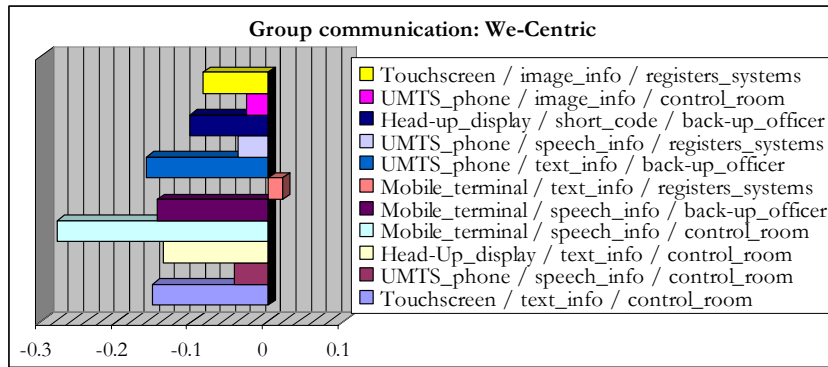 Group communication: We-Centric
Touchscreen / image_info / registers_systems
UMTS_phone / image_info / control_room
Head-up_display / short_code / back-up_officer
UMTS_phone / speech_info / registers_systems
UMTS_phone / text_info / back-up_officer
Mobile_terminal / text_info / registers_systems
Mobile_terminal / speech_info / back-up_officer
Mobile_terminal / speech_info / control_room
Head-Up_display / text_info / control_room
UMTS_phone / speech_info / control_room
Touchscreen / text_info / control_room
-0.3 -0.2 -0.1 0 0.1